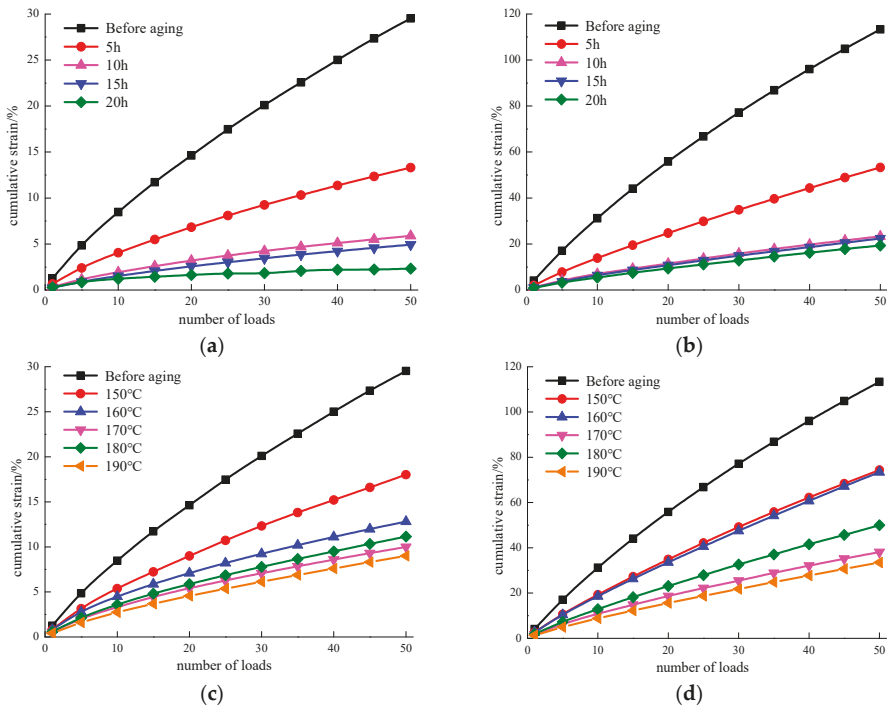 30
25
20
15
10
5
0
cumulative strain/%
Before aging
5h
10h
15h
20h
0 10 20 30 40 50
number of loads
(a)
120
100
80
60
40
20
0
cumulative strain/%
Before aging
5h
10h
15h
20h
0 10 20 30 40 50
number of loads
(b)
30
25
20
15
10
5
0
cumulative strain/%
Before aging
150℃
160℃
170℃
180℃
190℃
0 10 20 30 40 50
number of loads
(c)
120
100
80
60
40
20
0
cumulative strain/%
Before aging
150℃
160℃
170℃
180℃
190℃
0 10 20 30 40 50
number of loads
(d)